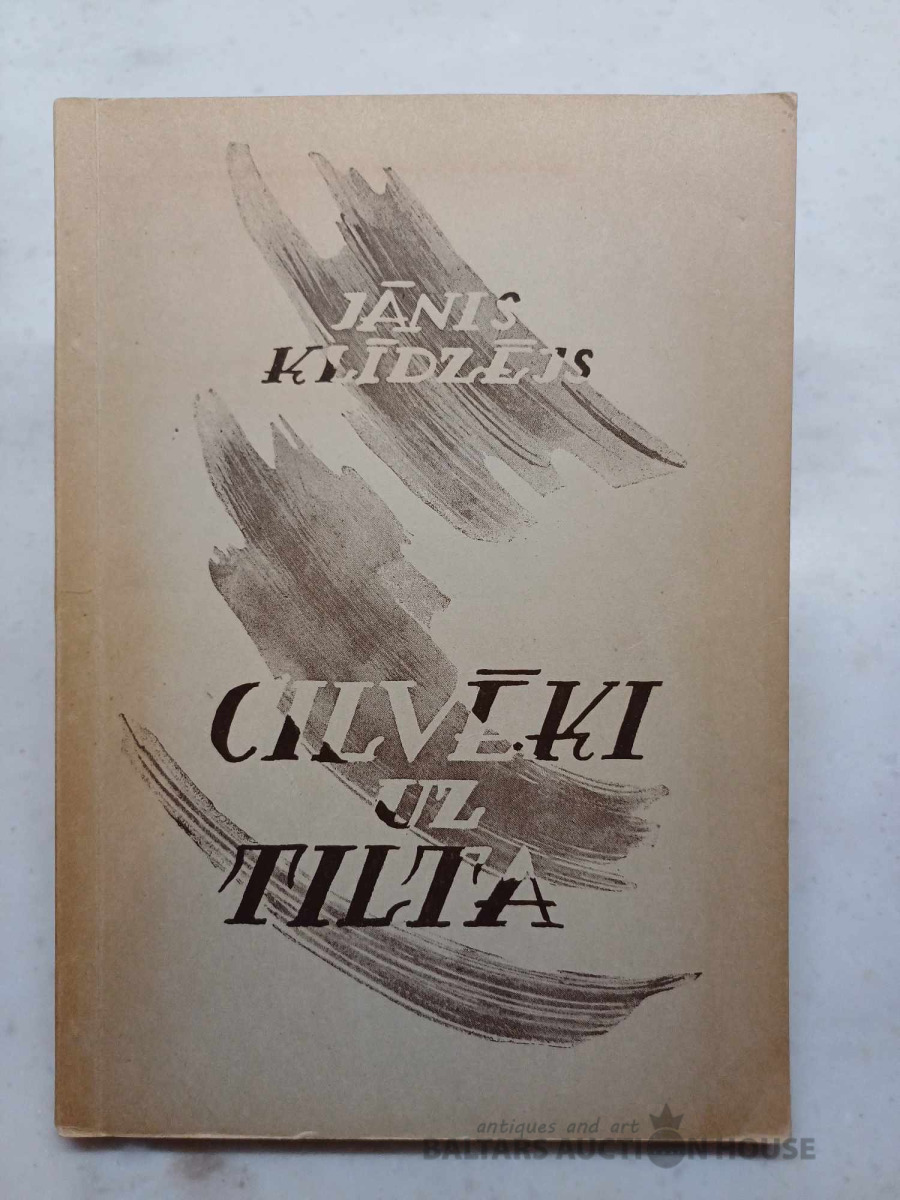 JĀNIS
KLĪDZĒJS
CILVĒKI
UZ
TILTA
antiques and art
BALTARS AUCTION HOUSE